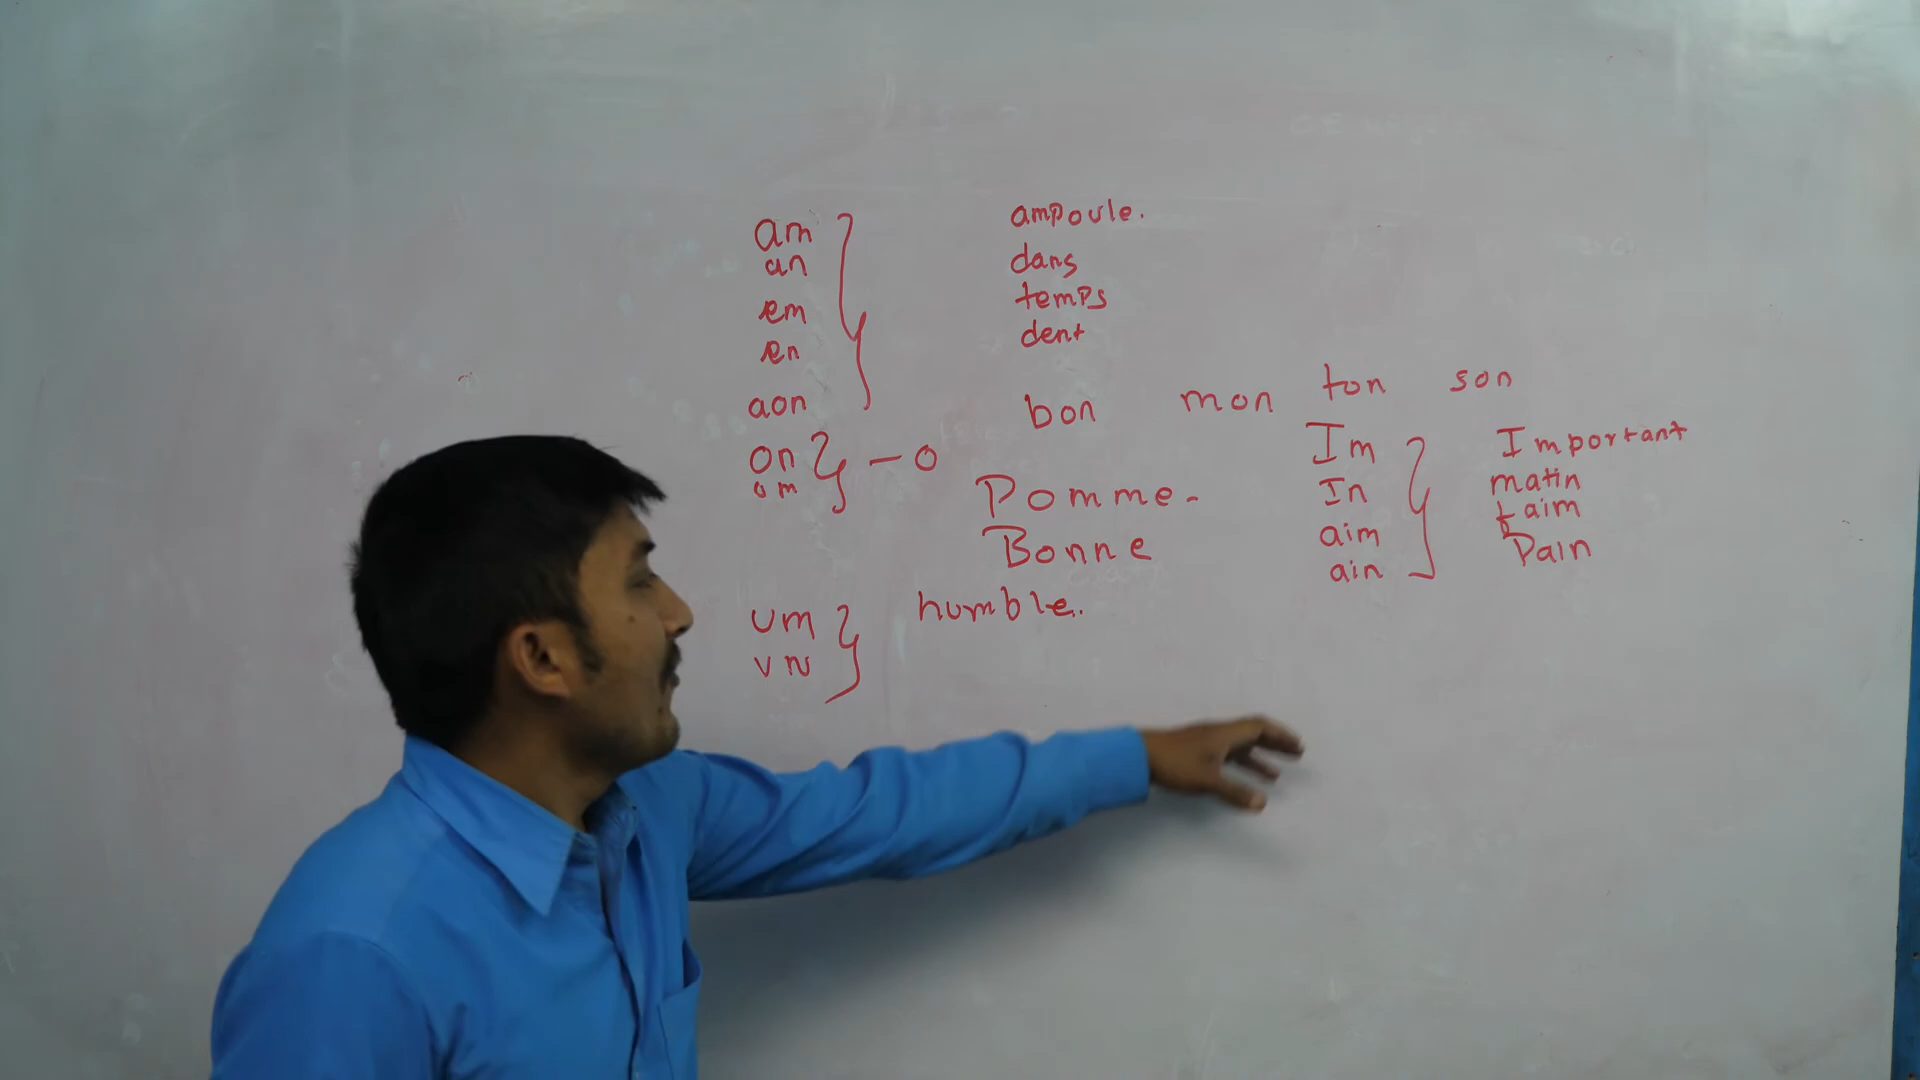 am ampoule.
an dans
em temps
en dent
aon bon mon ton son
on - o
om
Pomme -
Bonne
Im Important
In matin
aim faim
ain Pain
um humble.
un